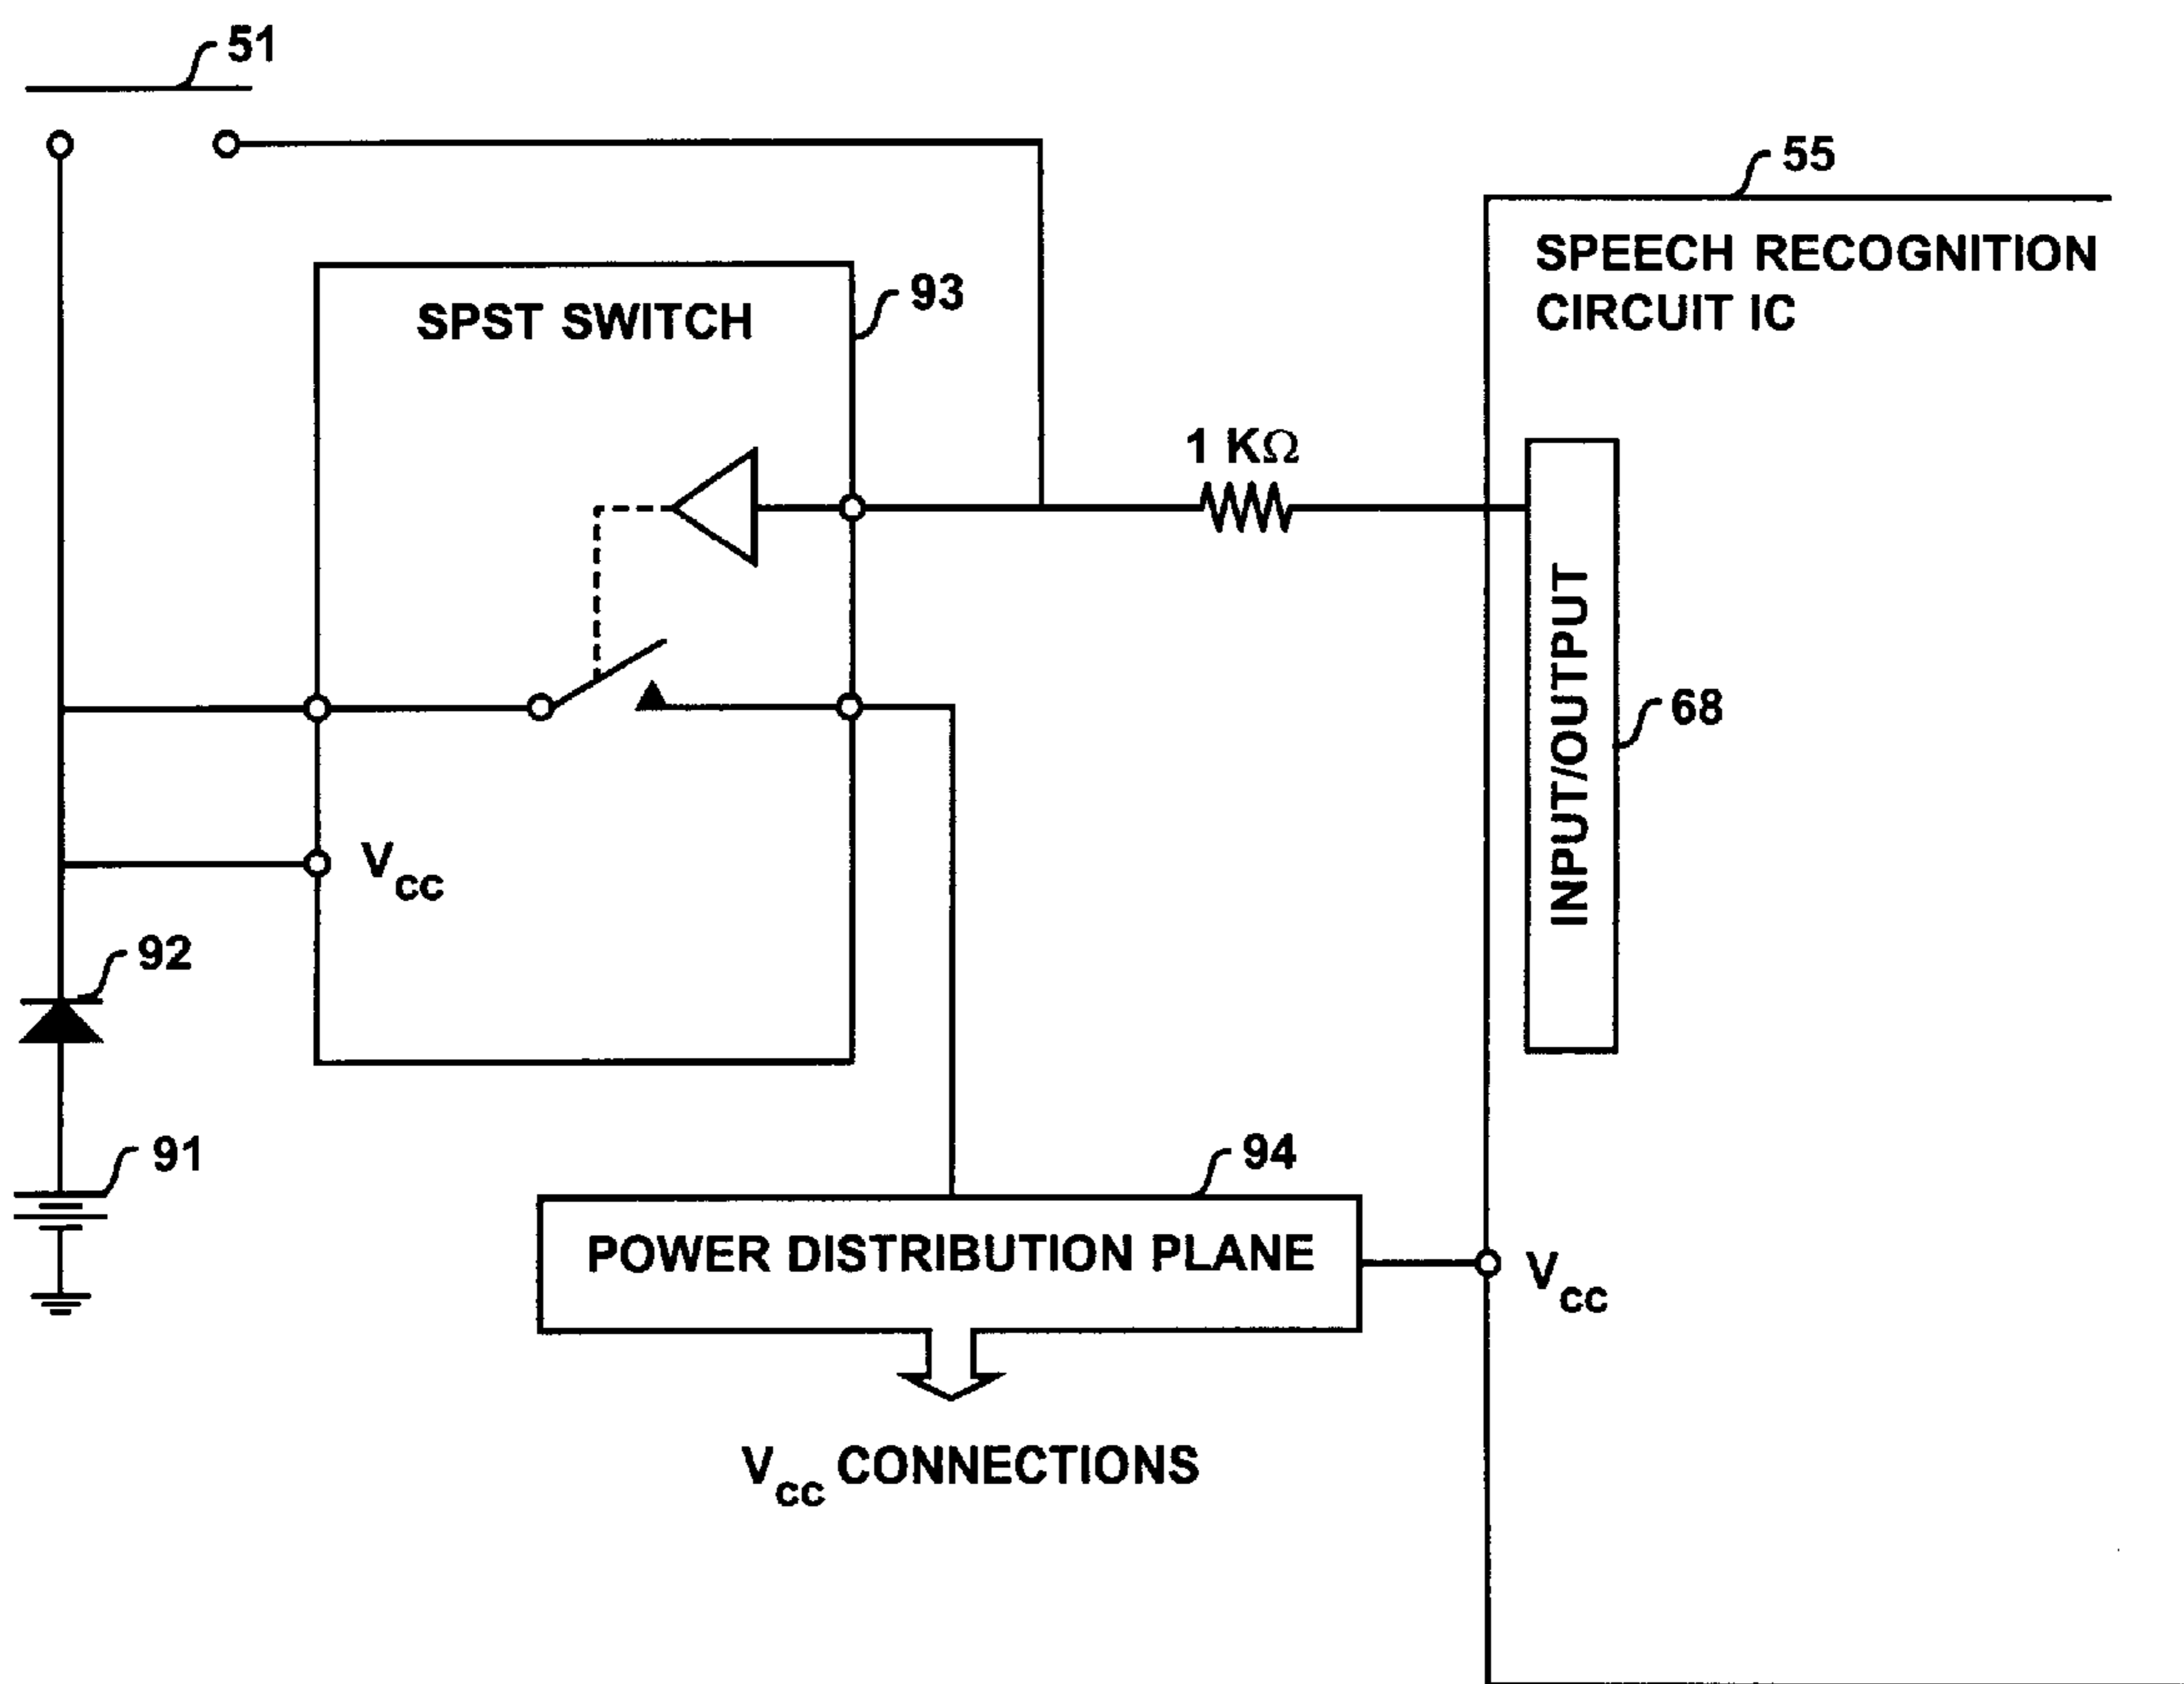 51
55
SPEECH RECOGNITION
CIRCUIT IC
93
SPST SWITCH
1 KΩ
INPUT/OUTPUT
68
Vcc
92
91
94
POWER DISTRIBUTION PLANE
Vcc
Vcc CONNECTIONS